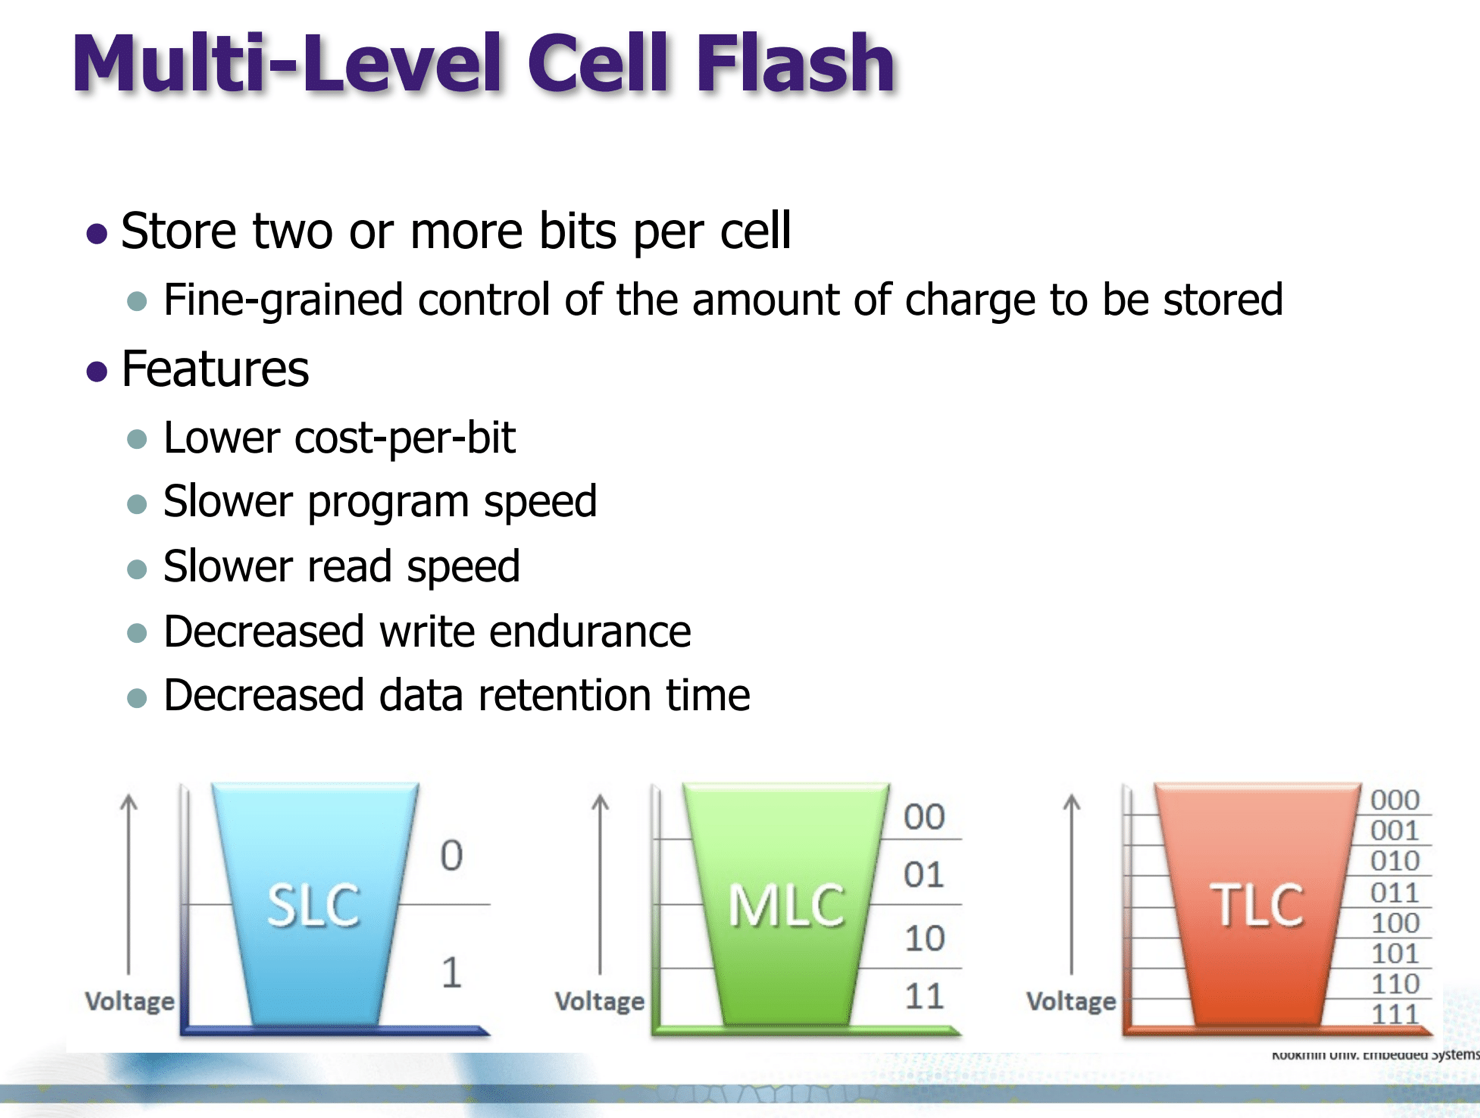 Multi-Level Cell Flash
Store two or more bits per cell
Fine-grained control of the amount of charge to be stored
Features
Lower cost-per-bit
Slower program speed
Slower read speed
Decreased write endurance
Decreased data retention time
Voltage
SLC
0
1
Voltage
MLC
00
01
10
11
Voltage
TLC
000
001
010
011
100
101
110
111
Kookmin Univ. Embedded Systems